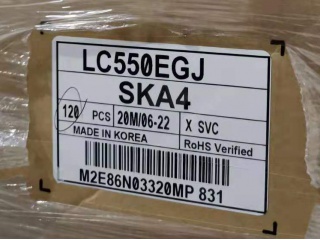 LC550EGJ
SKA4
120 PCS 20M/06-22 X SVC
MADE IN KOREA RoHS Verified
M2E86N03320MP 831